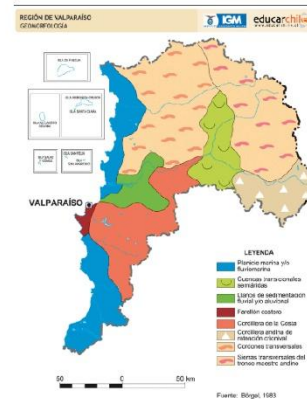 REGIÓN DE VALPARAÍSO
GEOMORFOLOGÍA
IGM educarchile
VALPARAÍSO
LEYENDA
Planicie marina y/o
fluviomarina
Cuencas transicionales
semiáridas
Llanos de sedimentación
fluvial y/o aluvional
Farellón costero
Cordillera de la Costa
Cordillera andina de
retención crionival
Cordones transversales
Sierras transversales del
tronco maestro andino
50 0 50 km
Fuente: Börgel, 1983